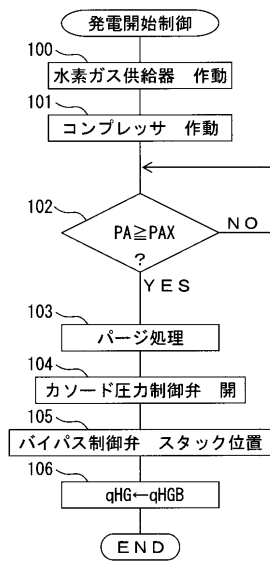 発電開始制御
100
水素ガス供給器　作動
101
コンプレッサ　作動
102
PA≧PAX
?
NO
YES
103
パージ処理
104
カソード圧力制御弁　開
105
バイパス制御弁　スタック位置
106
qHG←qHGB
END